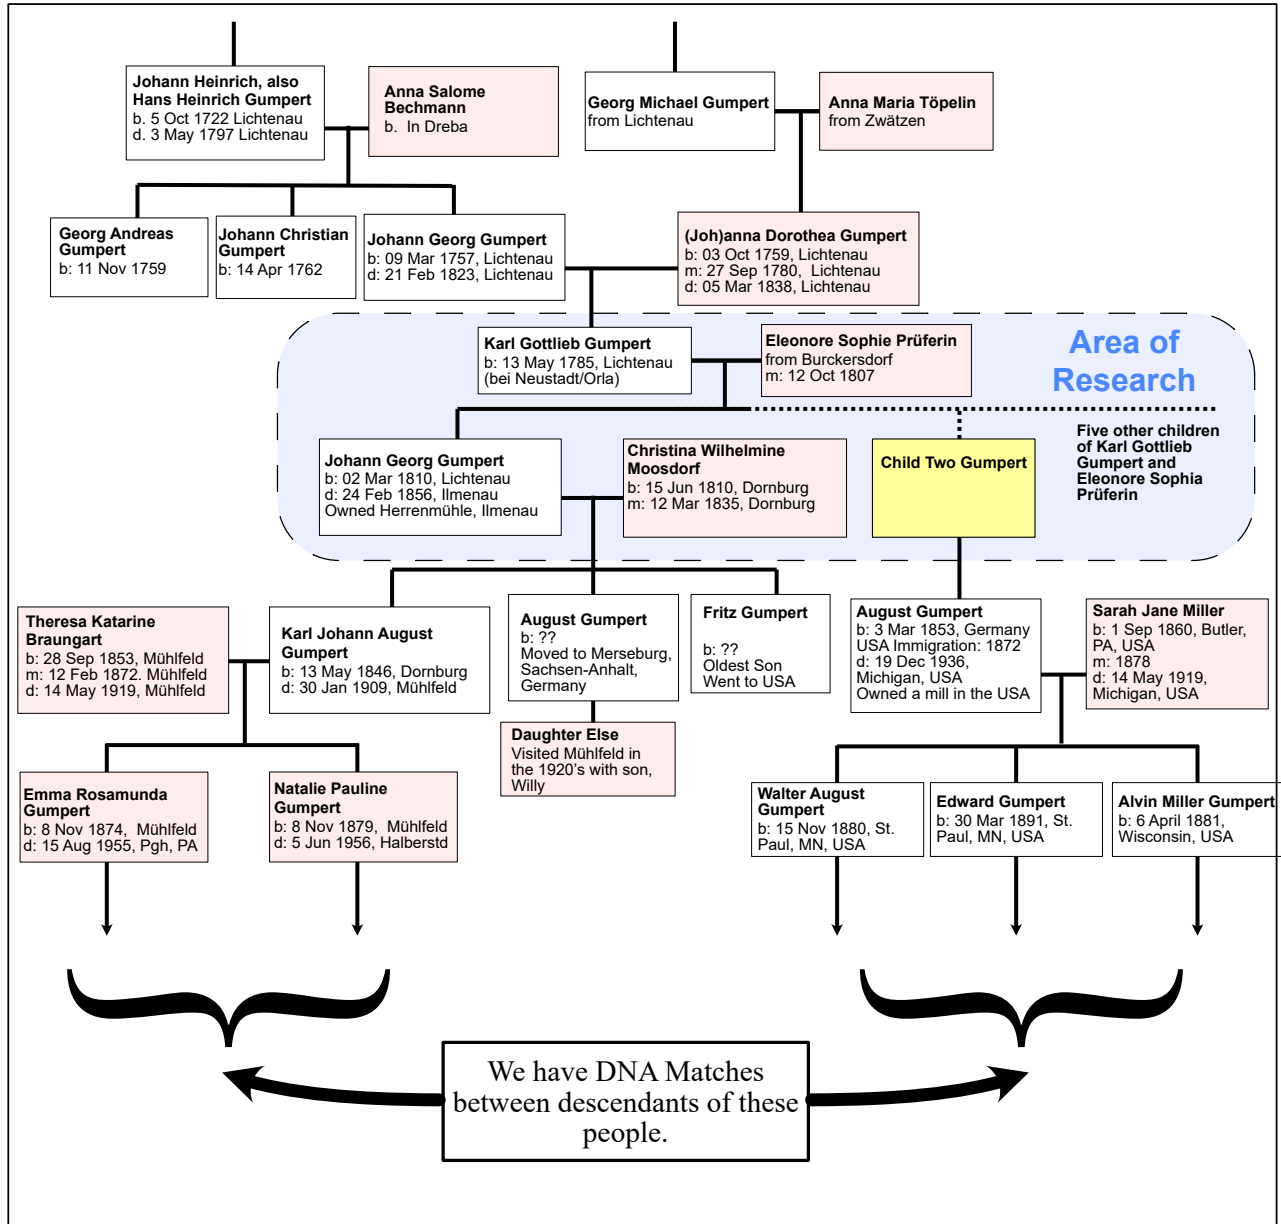 Johann Heinrich, also
Hans Heinrich Gumpert
b. 5 Oct 1722 Lichtenau
d. 3 May 1797 Lichtenau
Anna Salome
Bechmann
b.  In Dreba
Georg Michael Gumpert
from Lichtenau
Anna Maria Töpelin
from Zwätzen
Georg Andreas
Gumpert
b: 11 Nov 1759
Johann Christian
Gumpert
b: 14 Apr 1762
Johann Georg Gumpert
b: 09 Mar 1757, Lichtenau
d: 21 Feb 1823, Lichtenau
(Joh)anna Dorothea Gumpert
b: 03 Oct 1759, Lichtenau
m: 27 Sep 1780,  Lichtenau
d: 05 Mar 1838, Lichtenau
Karl Gottlieb Gumpert
b: 13 May 1785, Lichtenau
(bei Neustadt/Orla)
Eleonore Sophie Prüferin
from Burckersdorf
m: 12 Oct 1807
Area of
Research
Johann Georg Gumpert
b: 02 Mar 1810, Lichtenau
d: 24 Feb 1856, Ilmenau
Owned Herrenmühle, Ilmenau
Christina Wilhelmine
Moosdorf
b: 15 Jun 1810, Dornburg
m: 12 Mar 1835, Dornburg
Child Two Gumpert
Five other children
of Karl Gottlieb
Gumpert and
Eleonore Sophia
Prüferin
Theresa Katarine
Braungart
b: 28 Sep 1853, Mühlfeld
m: 12 Feb 1872. Mühlfeld
d: 14 May 1919, Mühlfeld
Karl Johann August
Gumpert
b: 13 May 1846, Dornburg
d: 30 Jan 1909, Mühlfeld
August Gumpert
b: ??
Moved to Merseburg,
Sachsen-Anhalt,
Germany
Fritz Gumpert
b: ??
Oldest Son
Went to USA
August Gumpert
b: 3 Mar 1853, Germany
USA Immigration: 1872
d: 19 Dec 1936,
Michigan, USA
Owned a mill in the USA
Sarah Jane Miller
b: 1 Sep 1860, Butler,
PA, USA
m: 1878
d: 14 May 1919,
Michigan, USA
Daughter Else
Visited Mühlfeld in
the 1920's with son,
Willy
Emma Rosamunda
Gumpert
b: 8 Nov 1874,  Mühlfeld
d: 15 Aug 1955, Pgh, PA
Natalie Pauline
Gumpert
b: 8 Nov 1879,  Mühlfeld
d: 5 Jun 1956, Halberstd
Walter August
Gumpert
b: 15 Nov 1880, St.
Paul, MN, USA
Edward Gumpert
b: 30 Mar 1891, St.
Paul, MN, USA
Alvin Miller Gumpert
b: 6 April 1881,
Wisconsin, USA
We have DNA Matches
between descendants of these
people.